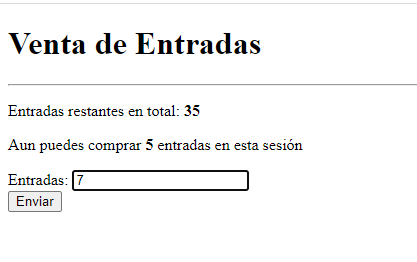 Venta de Entradas
Entradas restantes en total: 35
Aun puedes comprar 5 entradas en esta sesión
Entradas: 7
Enviar